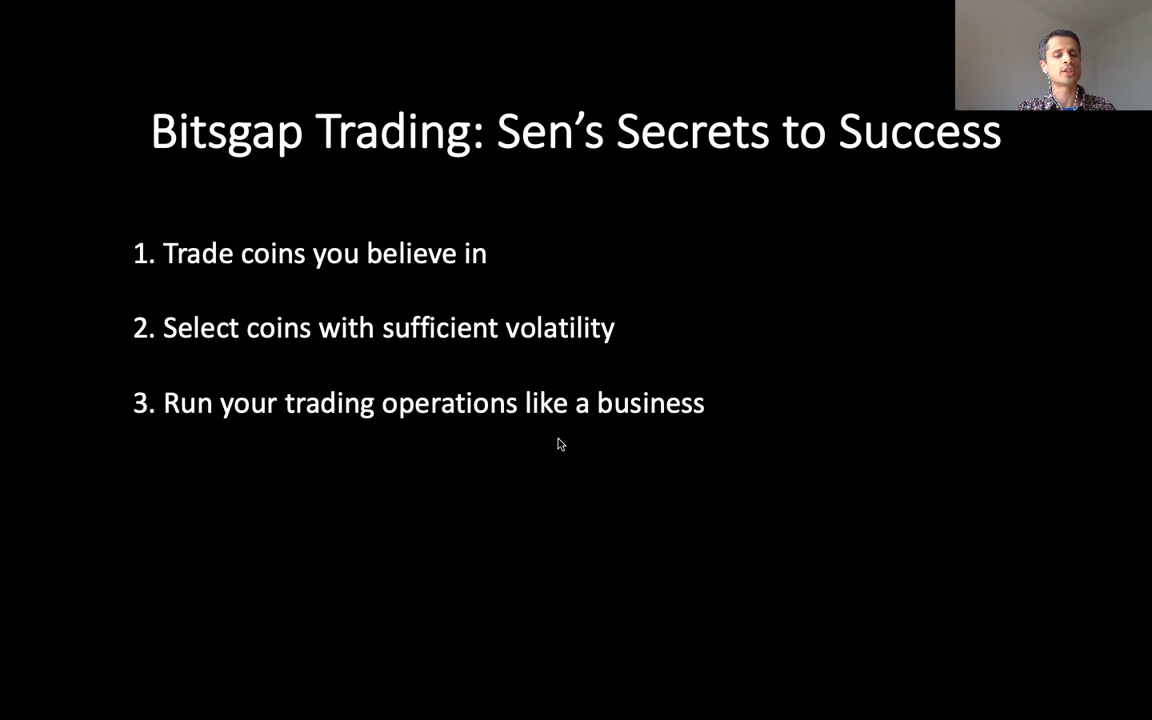 Bitsgap Trading: Sen’s Secrets to Success
1. Trade coins you believe in
2. Select coins with sufficient volatility
3. Run your trading operations like a business